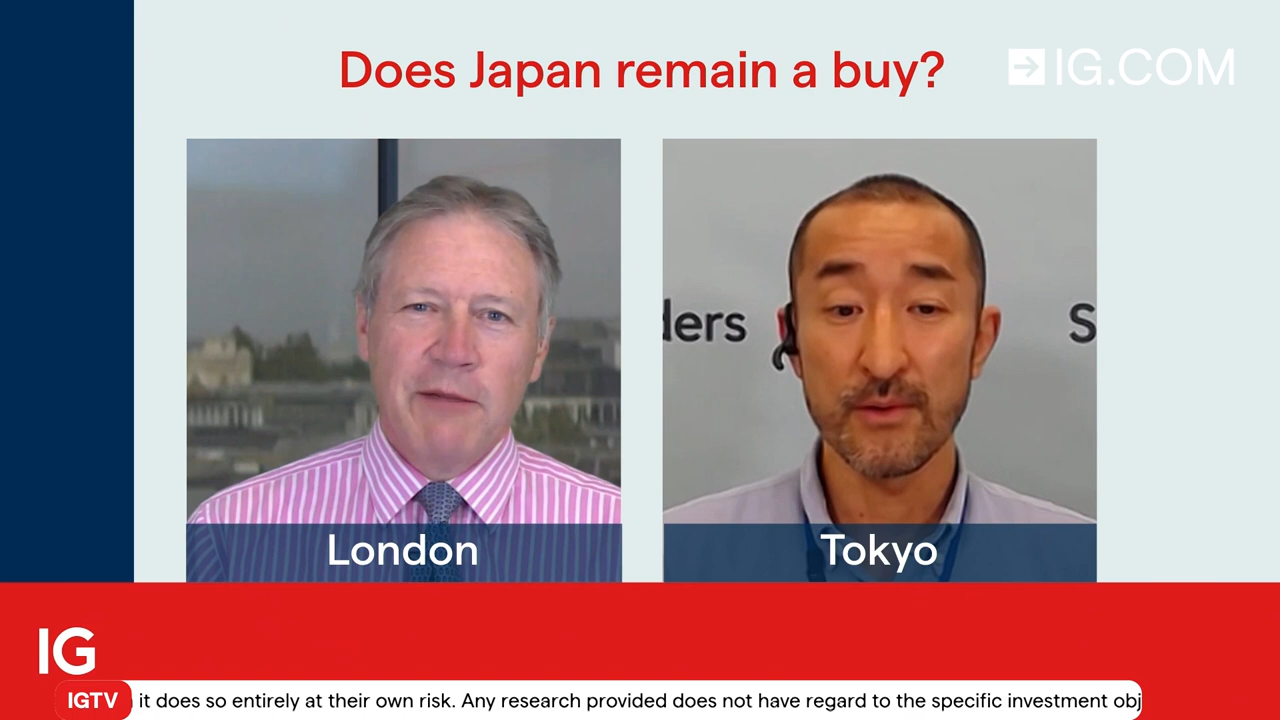 Does Japan remain a buy?
IG.COM
ders
S
London
Tokyo
IG
IGTV
it does so entirely at their own risk. Any research provided does not have regard to the specific investment obj